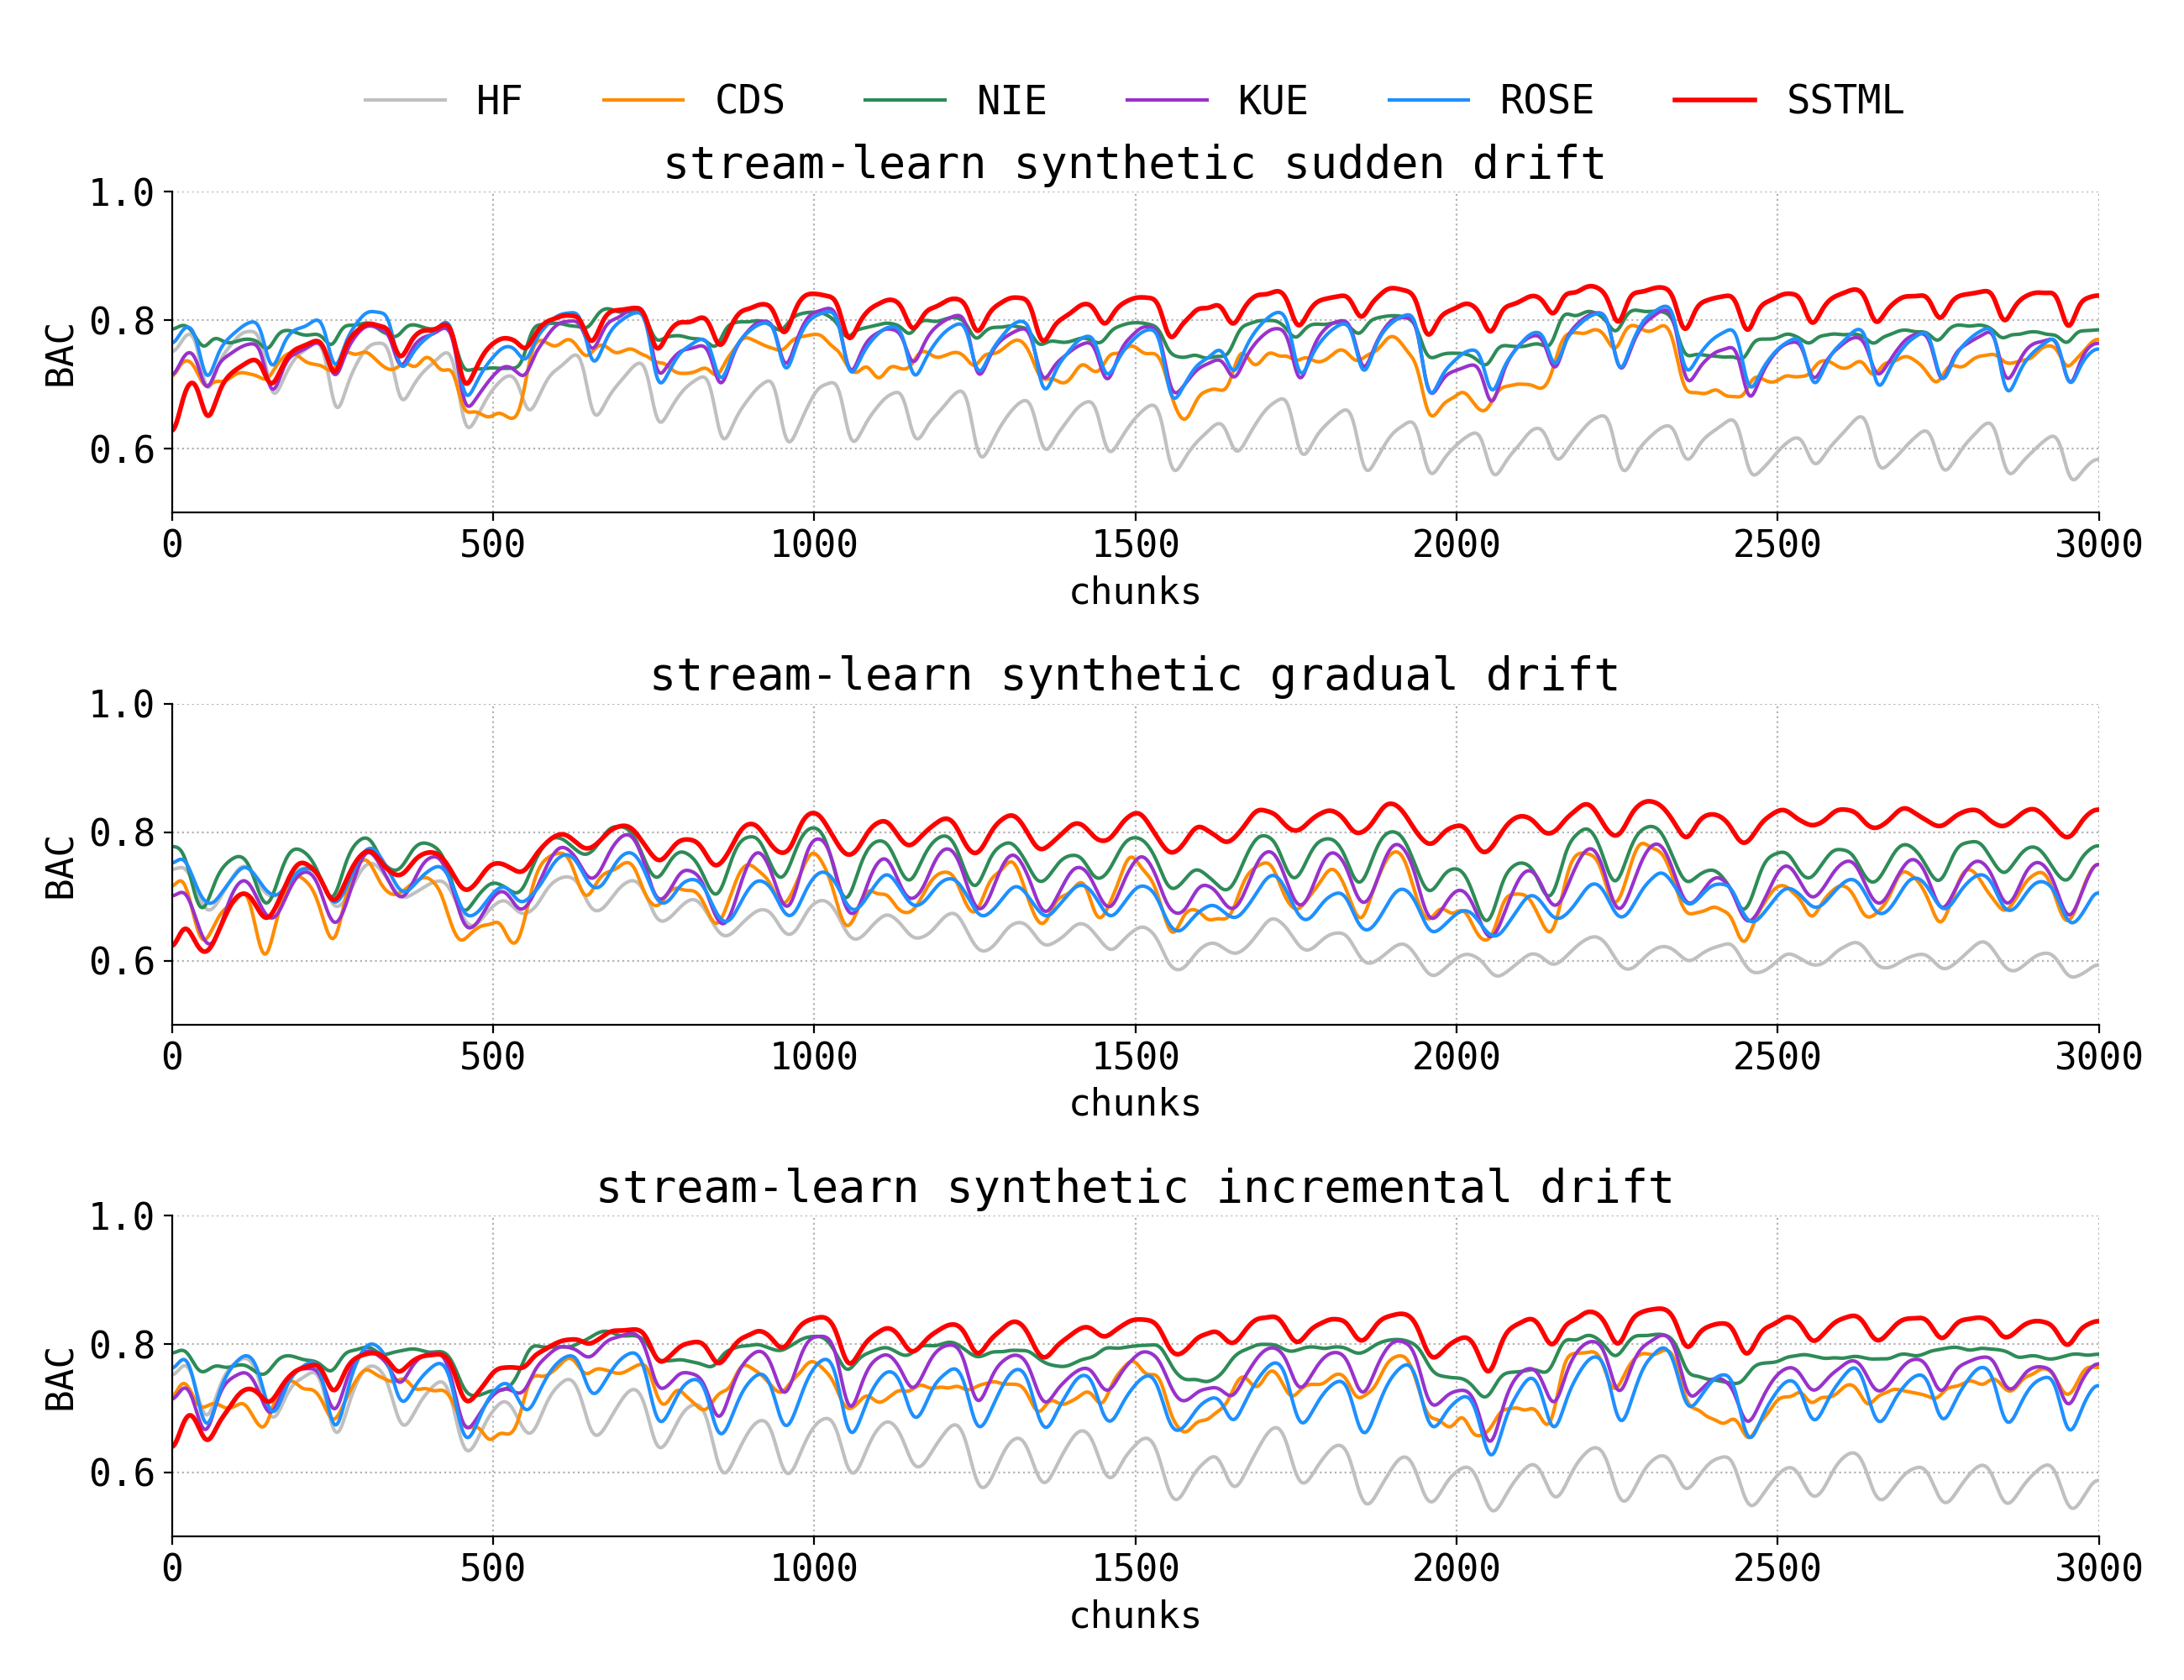 HF CDS NIE KUE ROSE SSTML
stream-learn synthetic sudden drift
1.0
0.8
0.6
BAC
0 500 1000 1500 2000 2500 3000
chunks
stream-learn synthetic gradual drift
1.0
0.8
0.6
BAC
0 500 1000 1500 2000 2500 3000
chunks
stream-learn synthetic incremental drift
1.0
0.8
0.6
BAC
0 500 1000 1500 2000 2500 3000
chunks